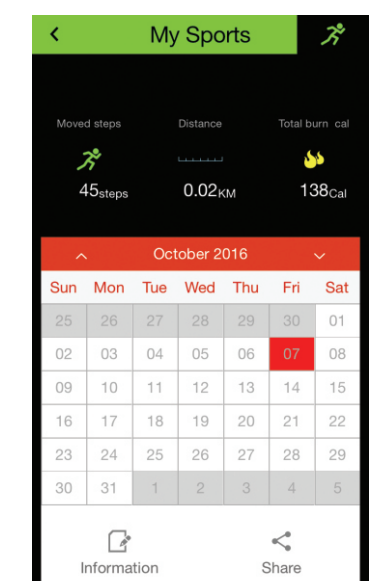 My Sports
Moved steps Distance Total burn cal
45steps 0.02KM 138Cal
October 2016
Sun Mon Tue Wed Thu Fri Sat
25 26 27 28 29 30 01
02 03 04 05 06 07 08
09 10 11 12 13 14 15
16 17 18 19 20 21 22
23 24 25 26 27 28 29
30 31 1 2 3 4 5
Information Share